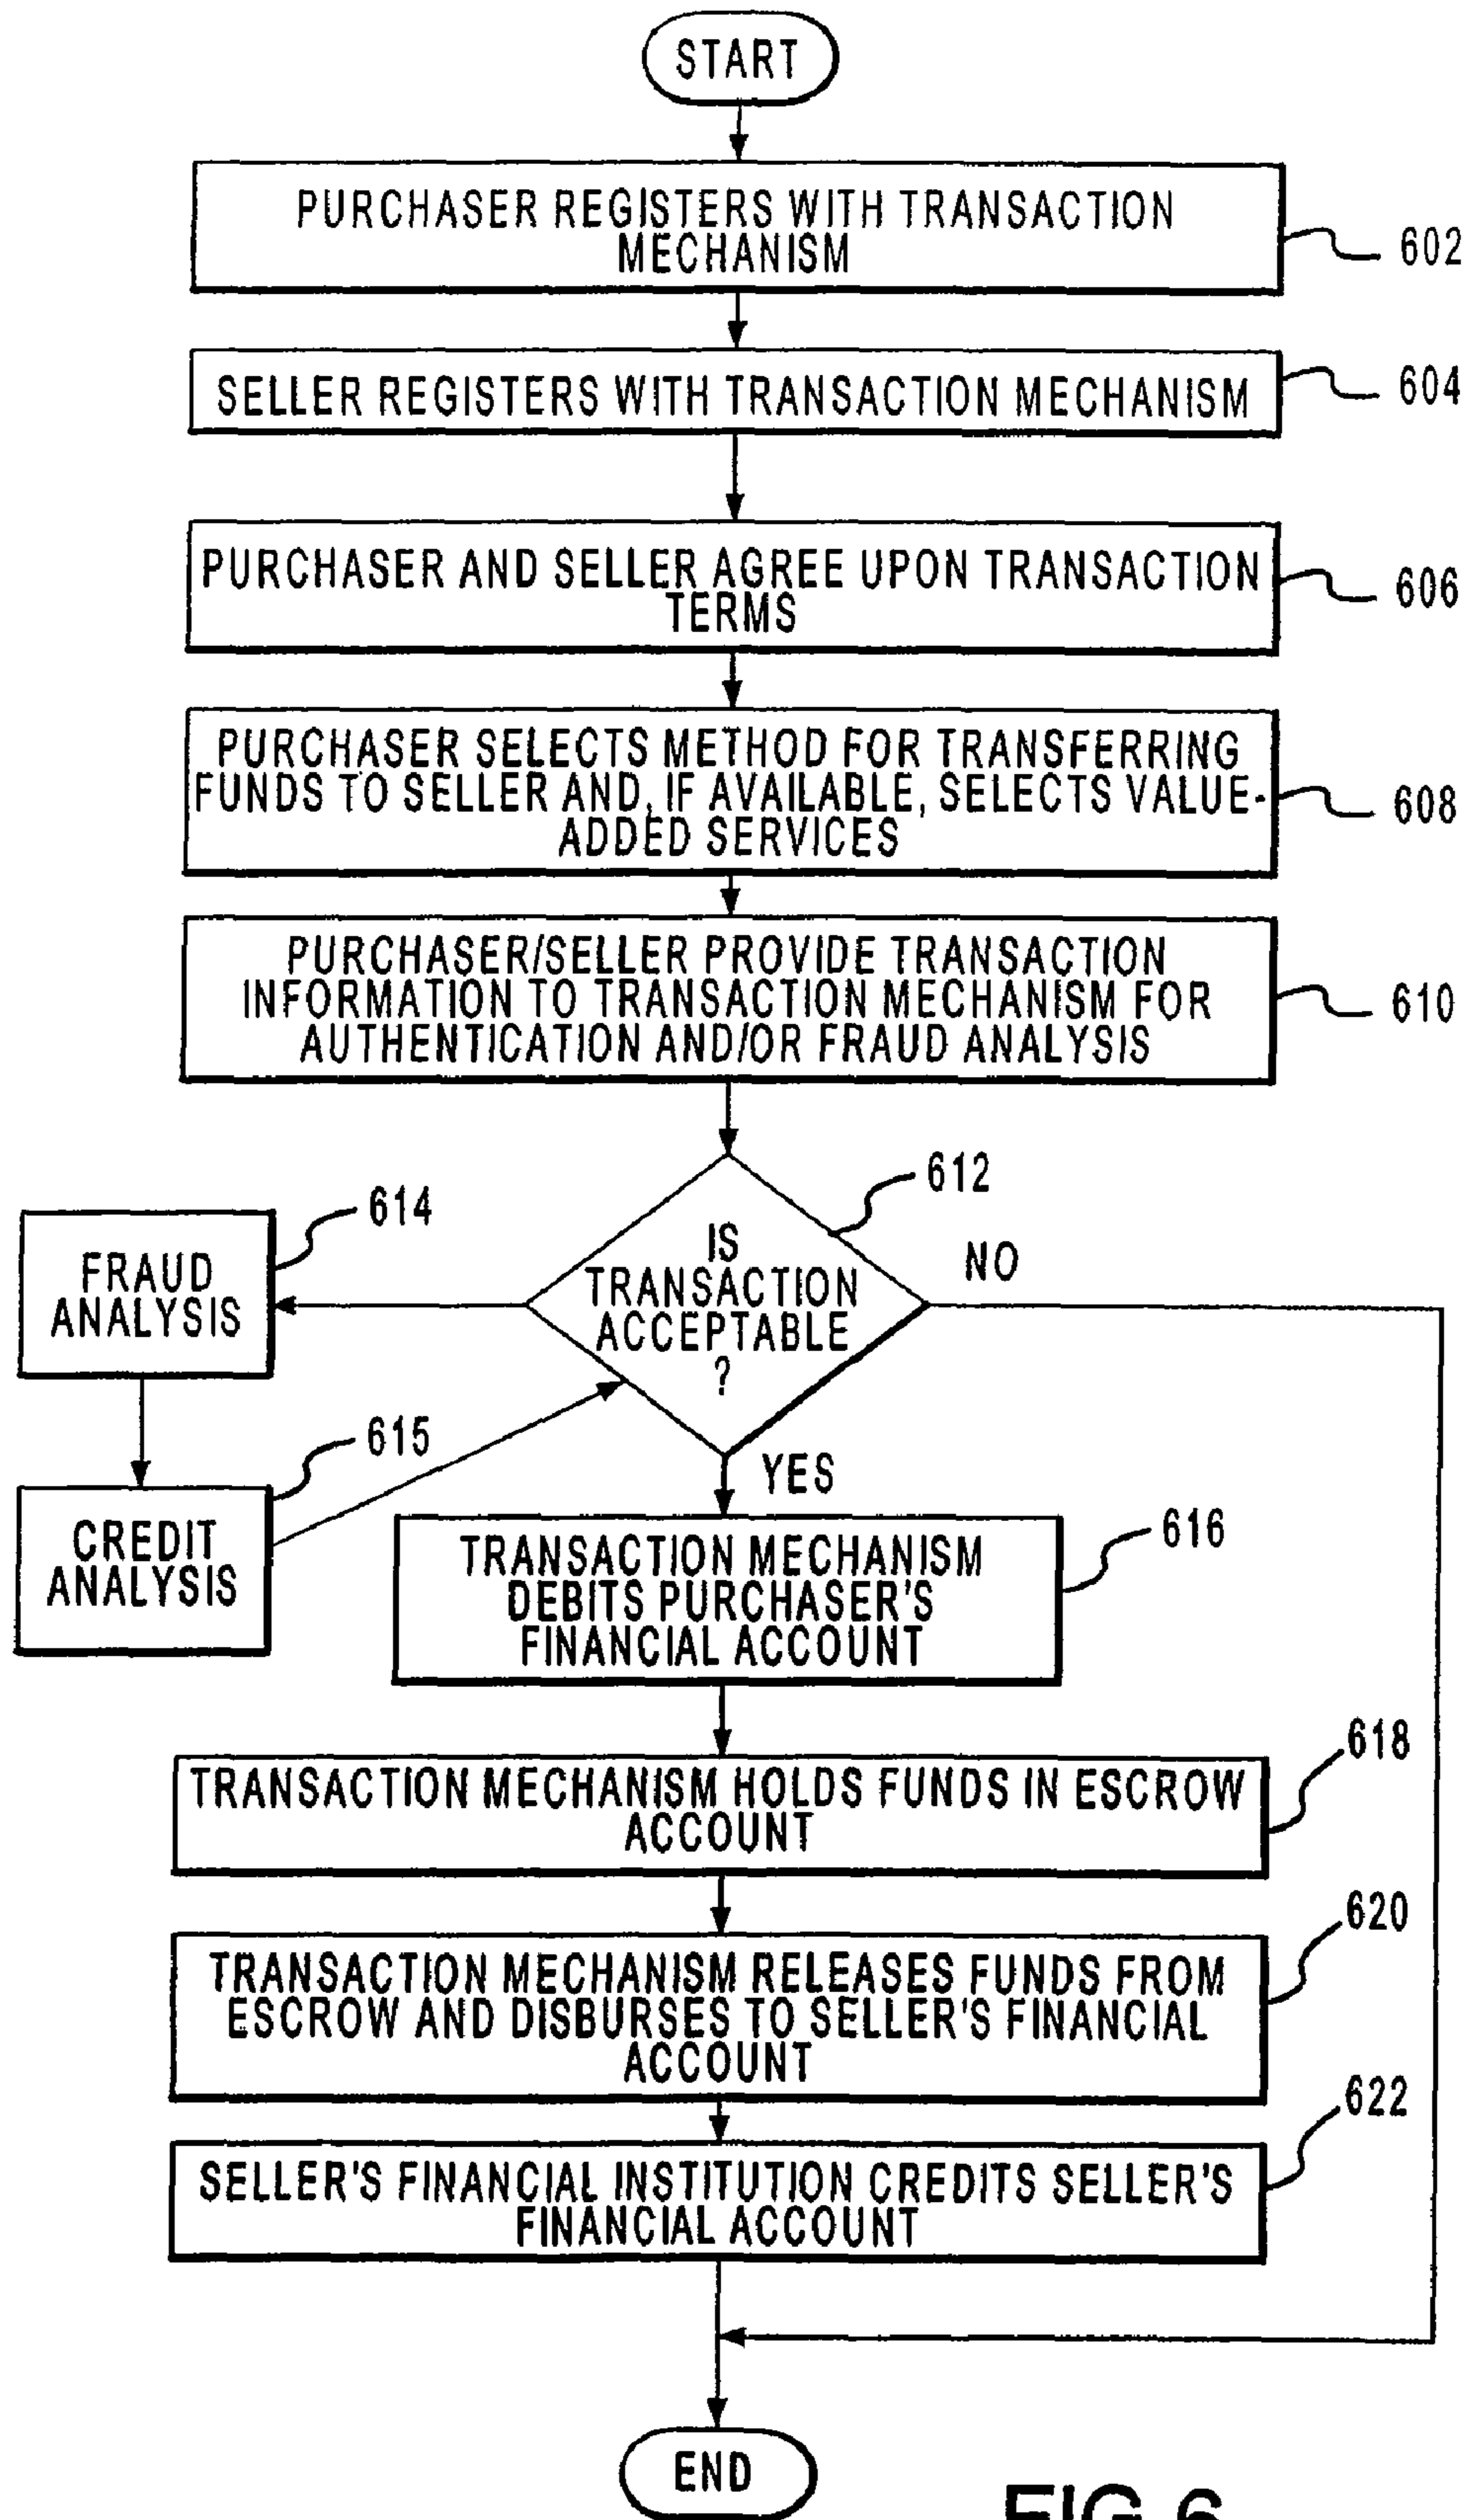 START
PURCHASER REGISTERS WITH TRANSACTION
MECHANISM
602
SELLER REGISTERS WITH TRANSACTION MECHANISM
604
PURCHASER AND SELLER AGREE UPON TRANSACTION
TERMS
606
PURCHASER SELECTS METHOD FOR TRANSFERRING
FUNDS TO SELLER AND, IF AVAILABLE, SELECTS VALUE-
ADDED SERVICES
608
PURCHASER/SELLER PROVIDE TRANSACTION
INFORMATION TO TRANSACTION MECHANISM FOR
AUTHENTICATION AND/OR FRAUD ANALYSIS
610
612
IS
TRANSACTION
ACCEPTABLE
?
NO
614
FRAUD
ANALYSIS
615
CREDIT
ANALYSIS
YES
TRANSACTION MECHANISM
DEBITS PURCHASER'S
FINANCIAL ACCOUNT
616
TRANSACTION MECHANISM HOLDS FUNDS IN ESCROW
ACCOUNT
618
TRANSACTION MECHANISM RELEASES FUNDS FROM
ESCROW AND DISBURSES TO SELLER'S FINANCIAL
ACCOUNT
620
SELLER'S FINANCIAL INSTITUTION CREDITS SELLER'S
FINANCIAL ACCOUNT
622
END
FIG. 6